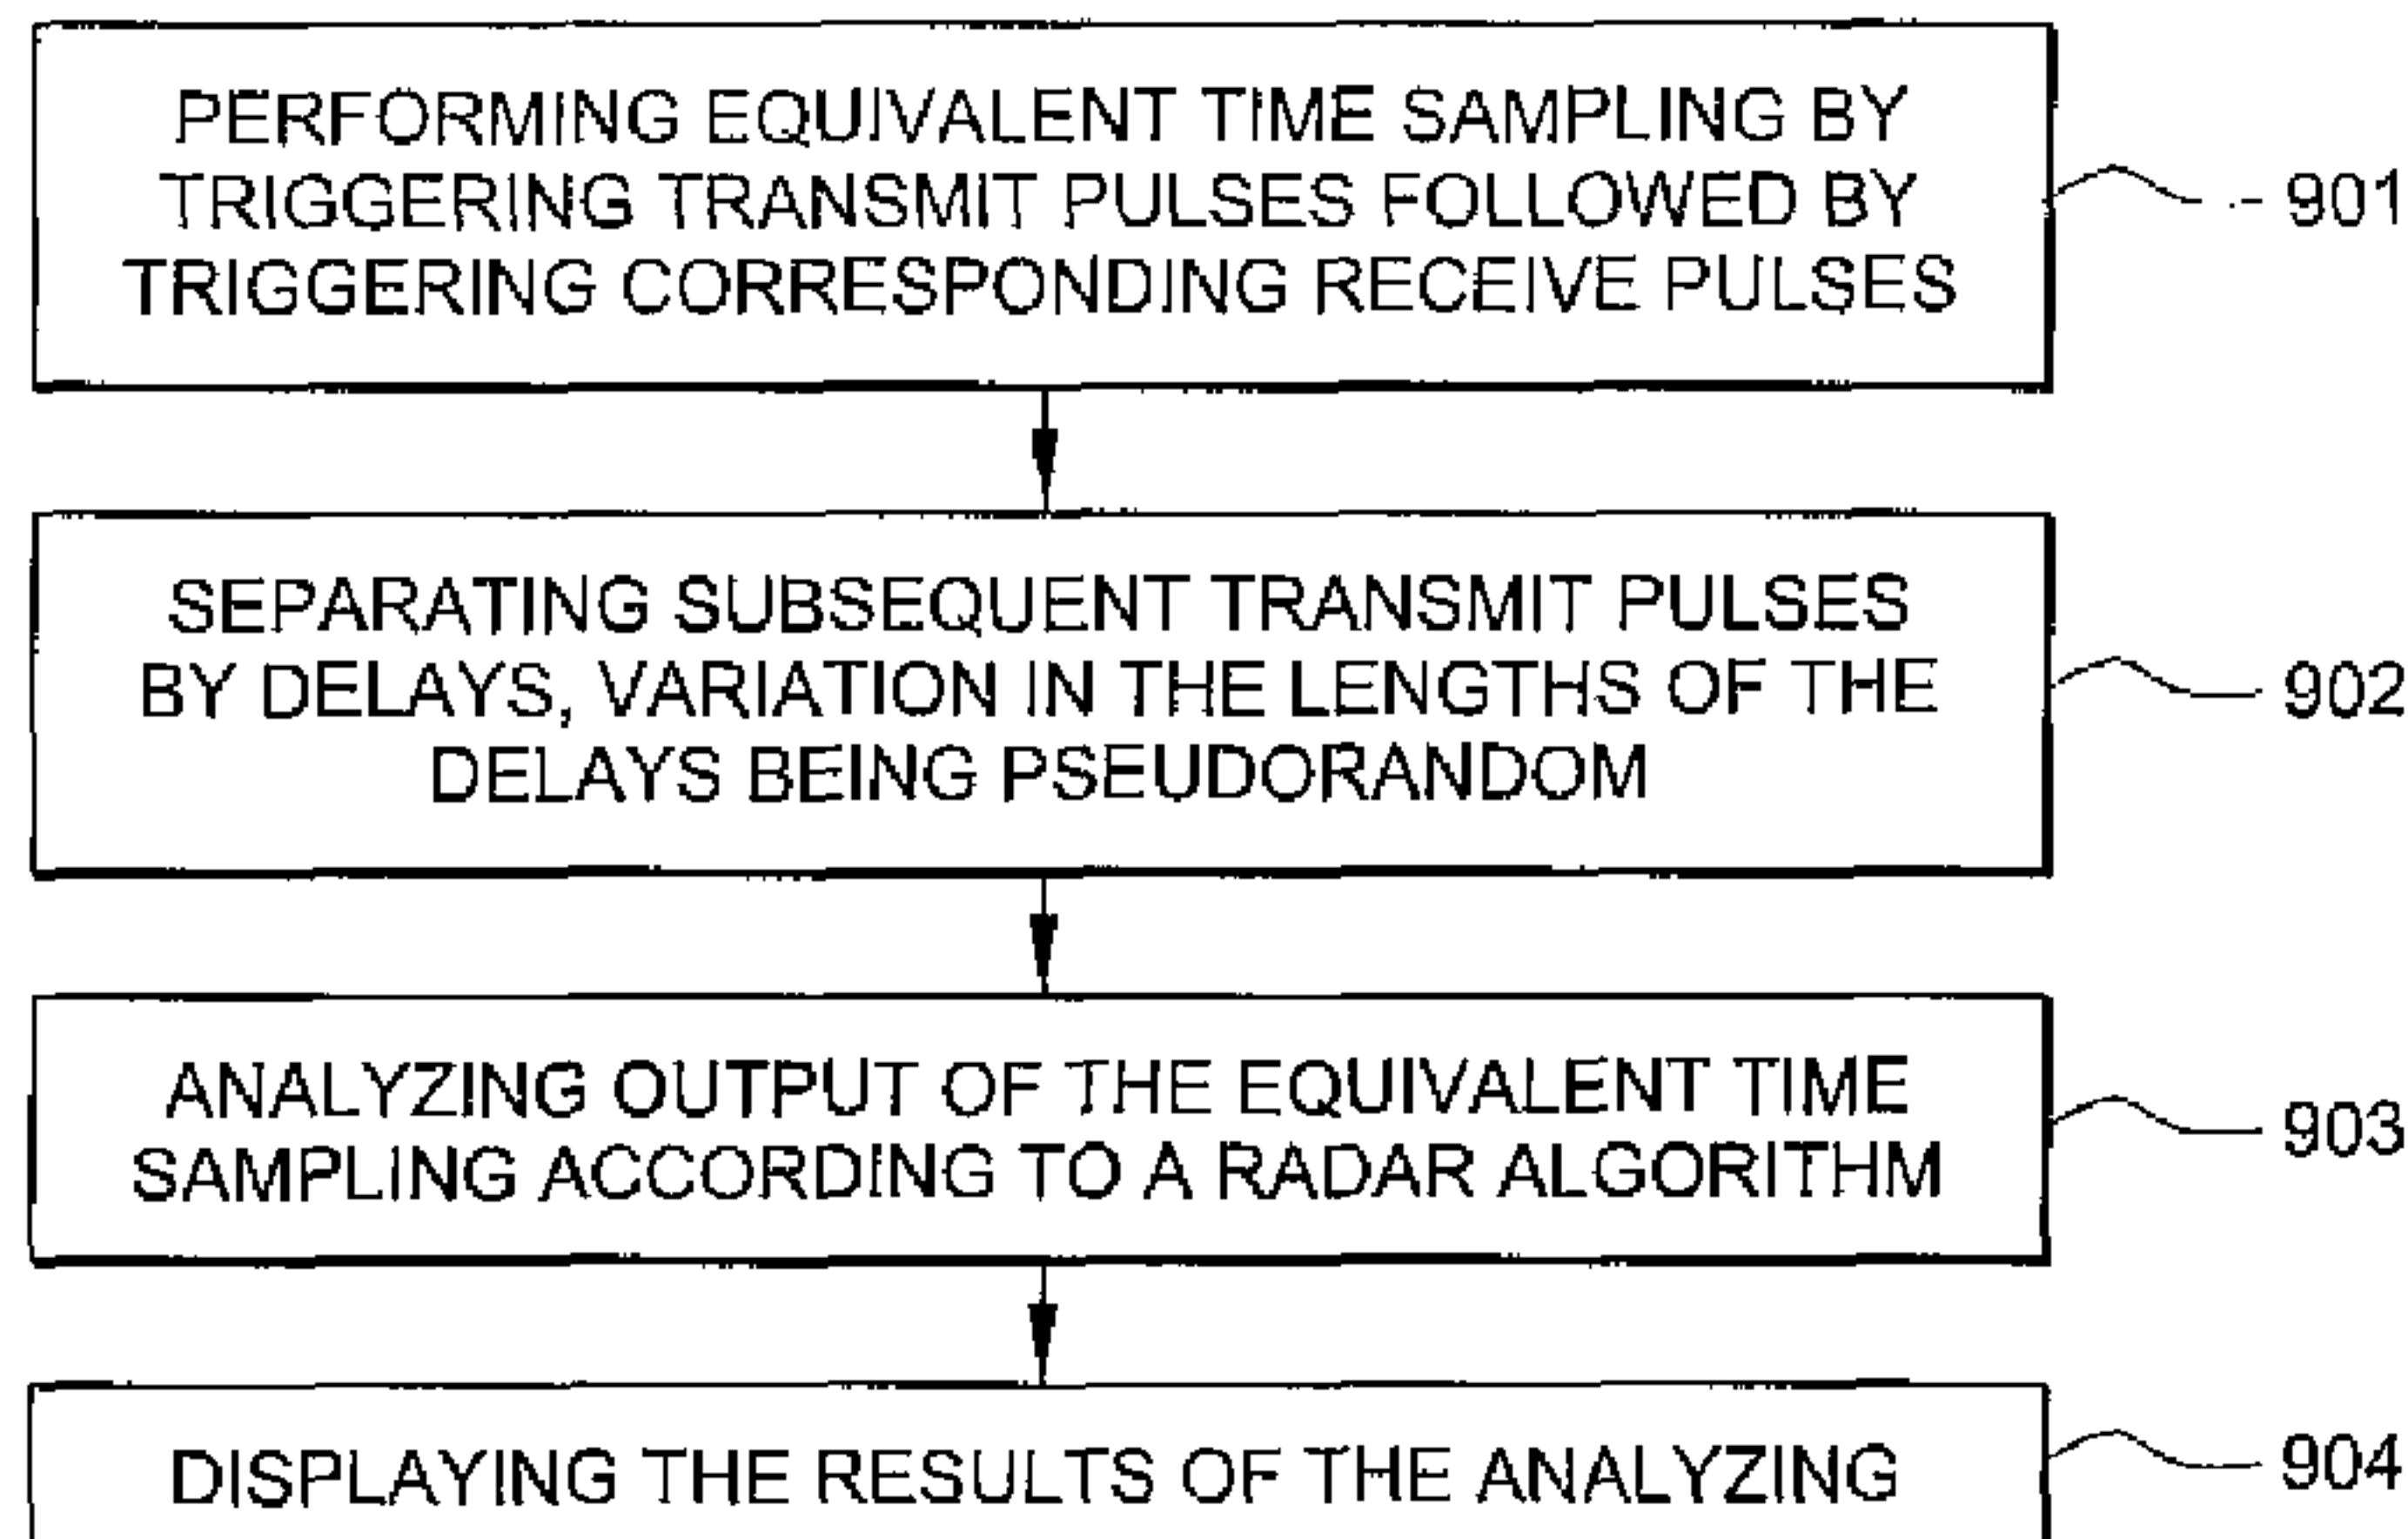 PERFORMING EQUIVALENT TIME SAMPLING BY
TRIGGERING TRANSMIT PULSES FOLLOWED BY
TRIGGERING CORRESPONDING RECEIVE PULSES
901
SEPARATING SUBSEQUENT TRANSMIT PULSES
BY DELAYS, VARIATION IN THE LENGTHS OF THE
DELAYS BEING PSEUDORANDOM
902
ANALYZING OUTPUT OF THE EQUIVALENT TIME
SAMPLING ACCORDING TO A RADAR ALGORITHM
903
DISPLAYING THE RESULTS OF THE ANALYZING
904